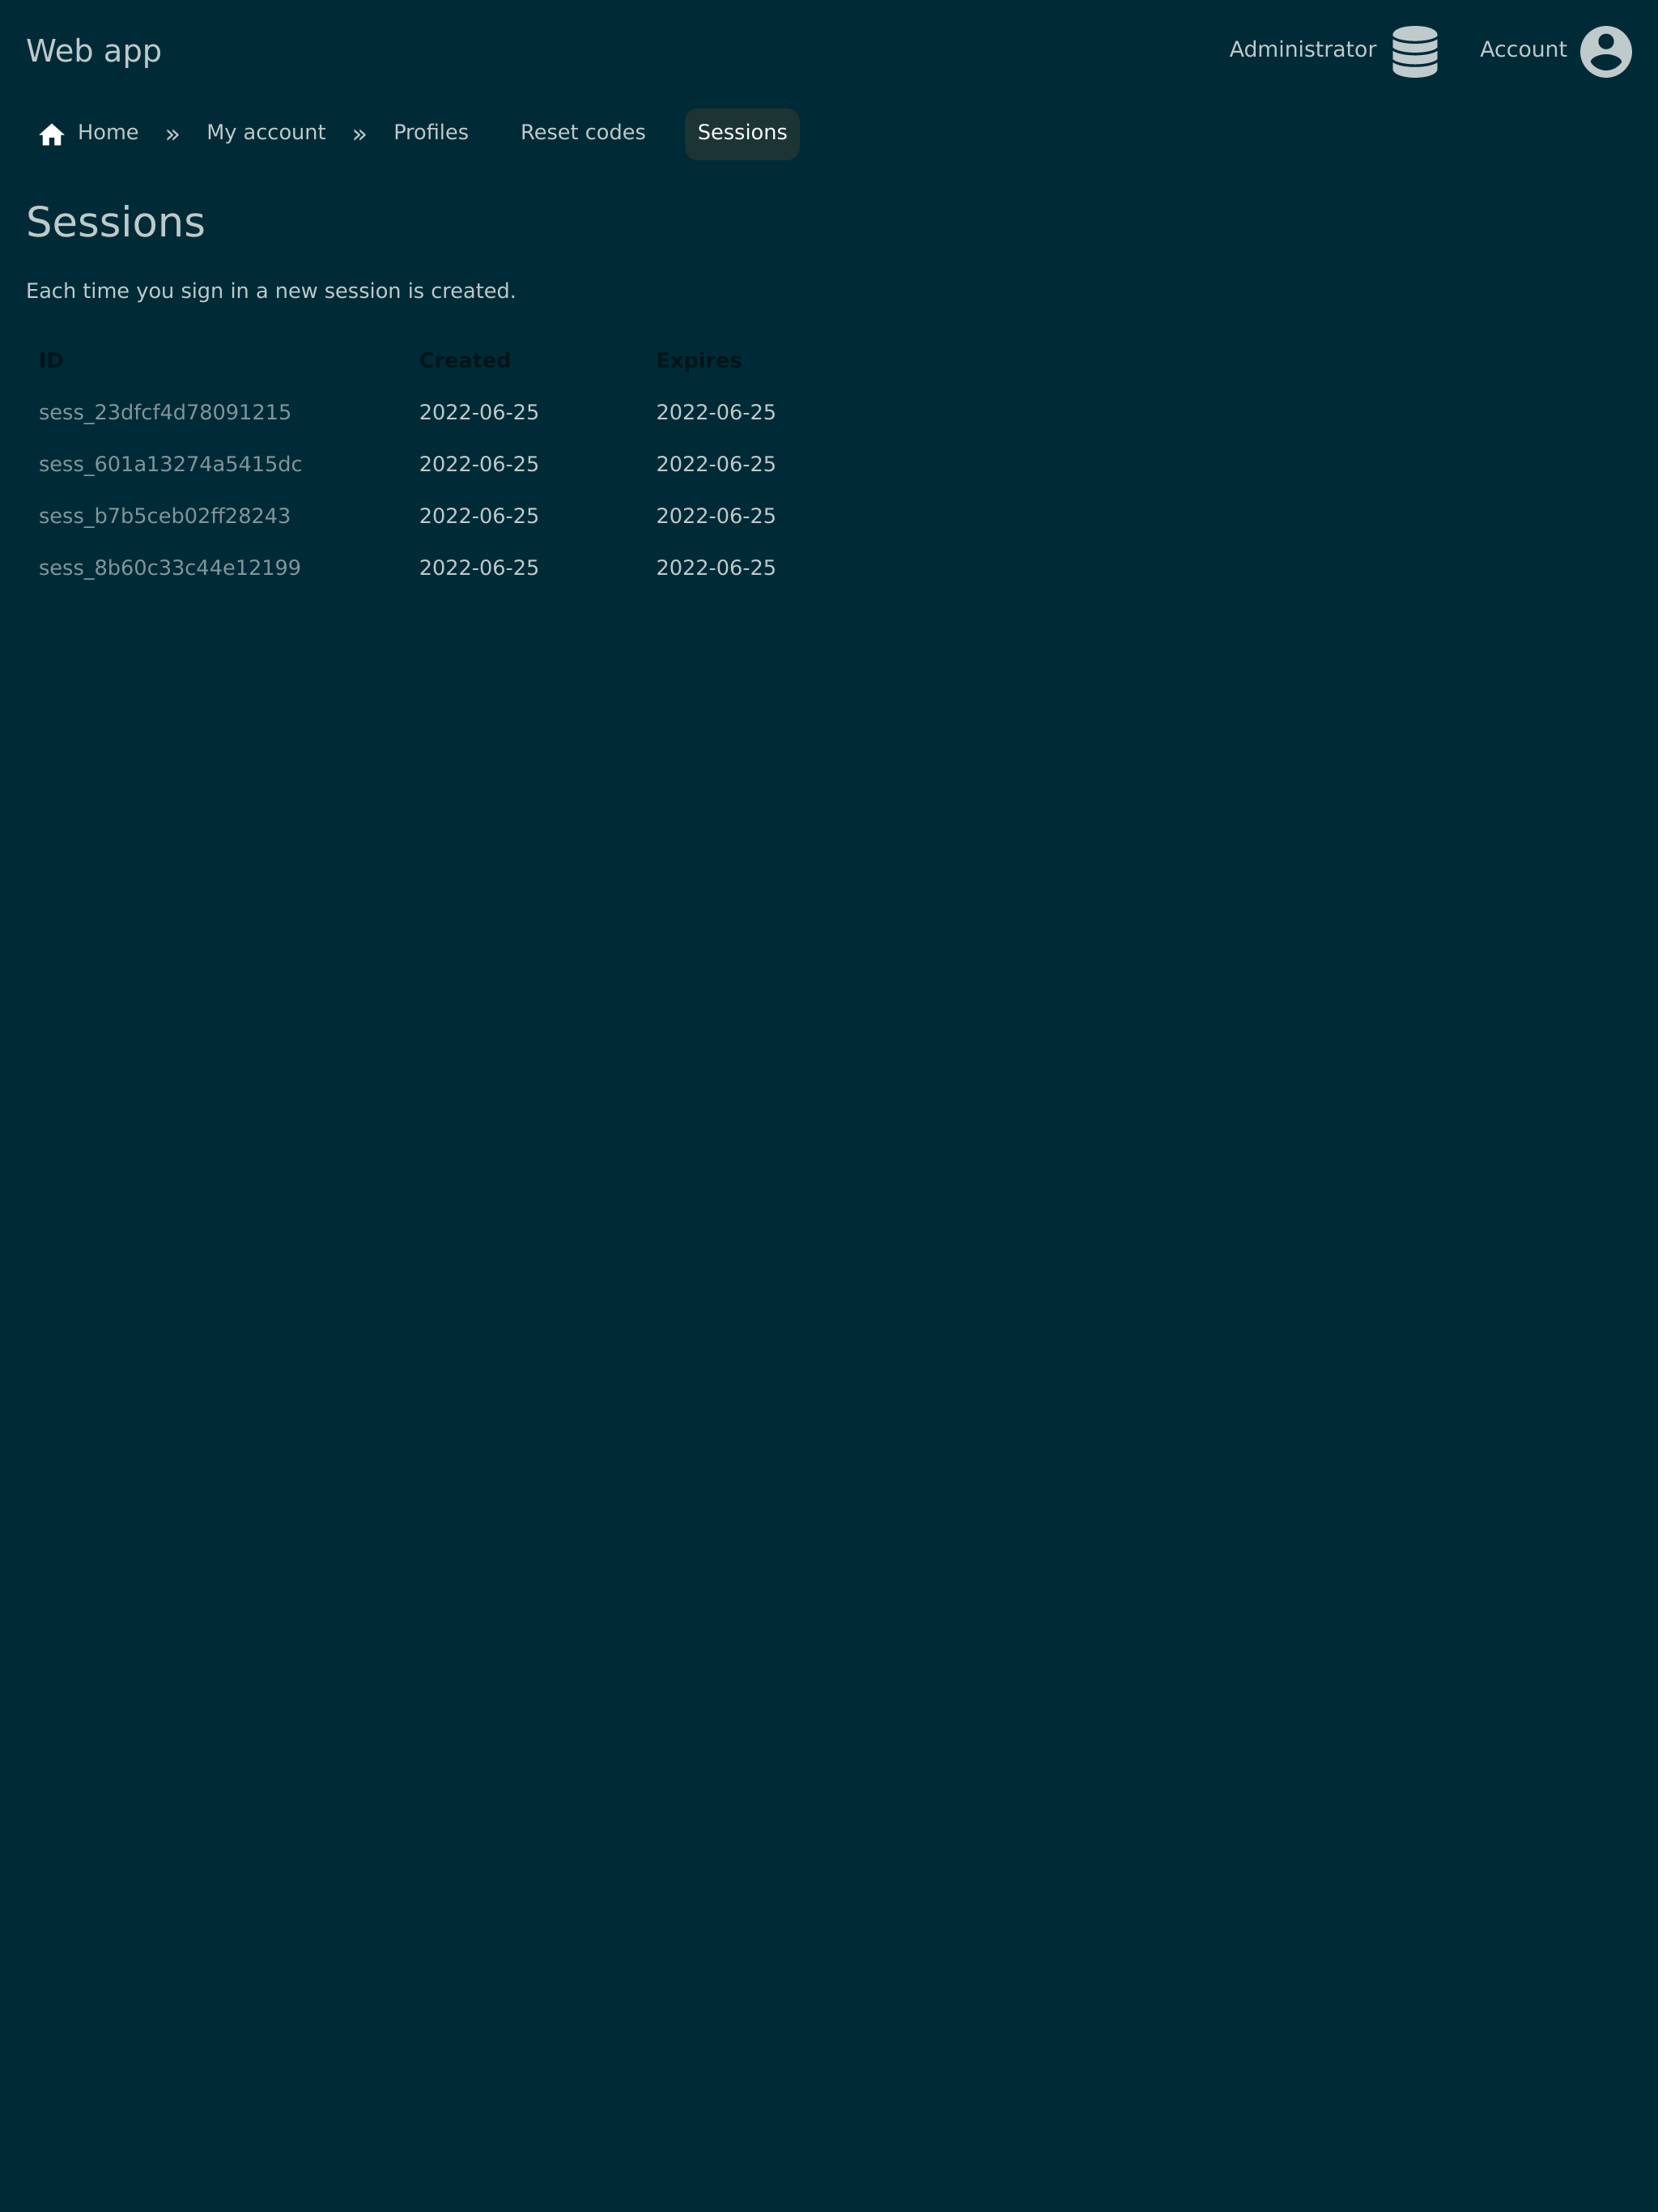 Web app
Administrator
Account
Home » My account » Profiles Reset codes Sessions
Sessions
Each time you sign in a new session is created.
ID Created Expires
sess_23dfcf4d78091215 2022-06-25 2022-06-25
sess_601a13274a5415dc 2022-06-25 2022-06-25
sess_b7b5ceb02ff28243 2022-06-25 2022-06-25
sess_8b60c33c44e12199 2022-06-25 2022-06-25